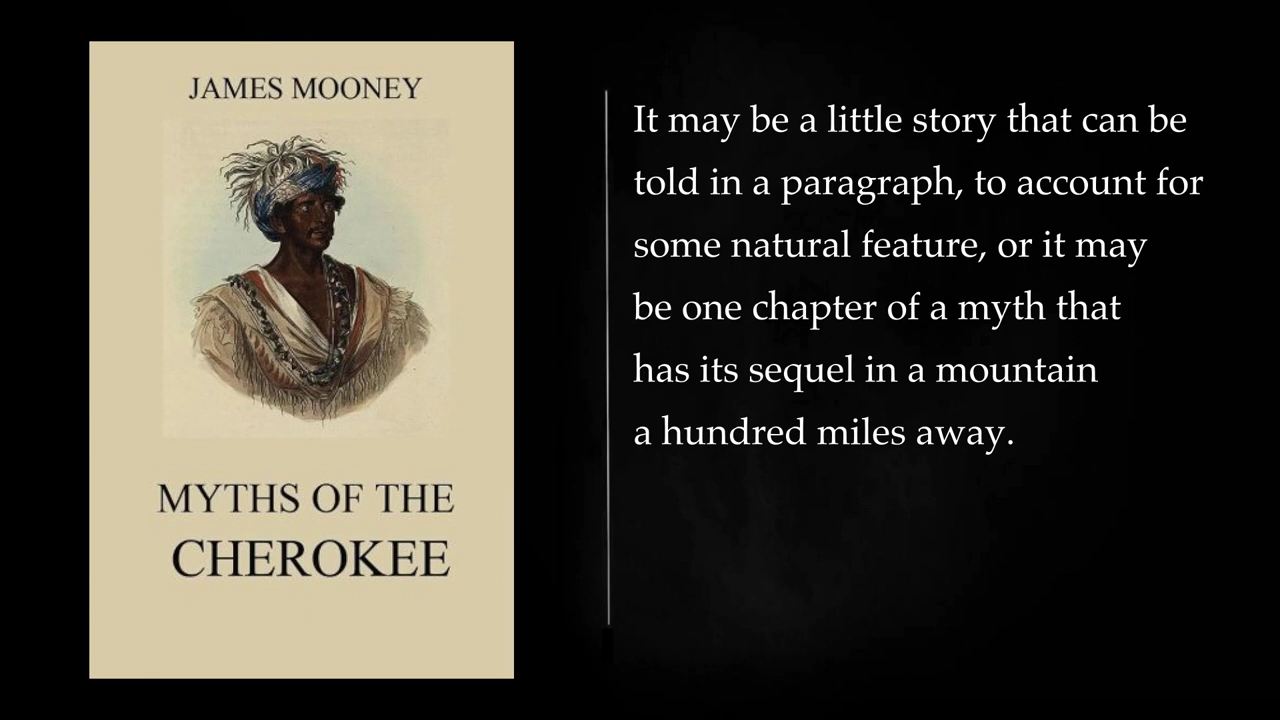 JAMES MOONEY
MYTHS OF THE
CHEROKEE
It may be a little story that can be
told in a paragraph, to account for
some natural feature, or it may
be one chapter of a myth that
has its sequel in a mountain
a hundred miles away.